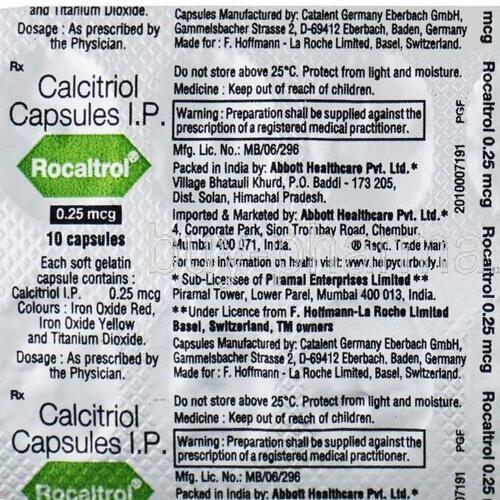 and Titanium Dioxide.
Dosage : As prescribed by
the Physician.
Rx
Calcitriol
Capsules I.P.
Rocaltrol®
0.25 mcg
10 capsules
Each soft gelatin
capsule contains :
Calcitriol I.P. 0.25 mcg
Colours : Iron Oxide Red,
Iron Oxide Yellow
and Titanium Dioxide.
Dosage : As prescribed by
the Physician.
Rx
Calcitriol
Capsules I.P.
Rocaltrol®
Capsules Manufactured by: Catalent Germany Eberbach GmbH,
Gammelsbacher Strasse 2, D-69412 Eberbach, Baden, Germany
Made for : F. Hoffmann - La Roche Limited, Basel, Switzerland.
Do not store above 25°C. Protect from light and moisture.
Medicine : Keep out of reach of children.
Warning : Preparation shall be supplied against the
prescription of a registered medical practitioner.
Mfg. Lic. No.: MB/06/296
Packed in India by: Abbott Healthcare Pvt. Ltd.*
Village Bhatauli Khurd, P.O. Baddi - 173 205,
Dist. Solan, Himachal Pradesh.
Imported & Marketed by: Abbott Healthcare Pvt. Ltd.*
4, Corporate Park, Sion Trombay Road, Chembur,
Mumbai 400 071, India. ® Regd. Trade Mark
For more information on health visit: www.helpyourbody.in
* Sub-Licensee of Piramal Enterprises Limited **
Piramal Tower, Lower Parel, Mumbai 400 013, India.
**Under Licence from F. Hoffmann-La Roche Limited
Basel, Switzerland, TM owners
Capsules Manufactured by: Catalent Germany Eberbach GmbH,
Gammelsbacher Strasse 2, D-69412 Eberbach, Baden, Germany
Made for : F. Hoffmann - La Roche Limited, Basel, Switzerland.
Do not store above 25°C. Protect from light and moisture.
Medicine : Keep out of reach of children.
Warning : Preparation shall be supplied against the
prescription of a registered medical practitioner.
Mfg. Lic. No.: MB/06/296
Packed in India by: Abbott Healthcare Pvt. Ltd.*
PGF
2010007191
PGF
mcg
Rocaltrol 0.25 mcg
Rocaltrol 0.25 mcg
Rocaltrol 0.25